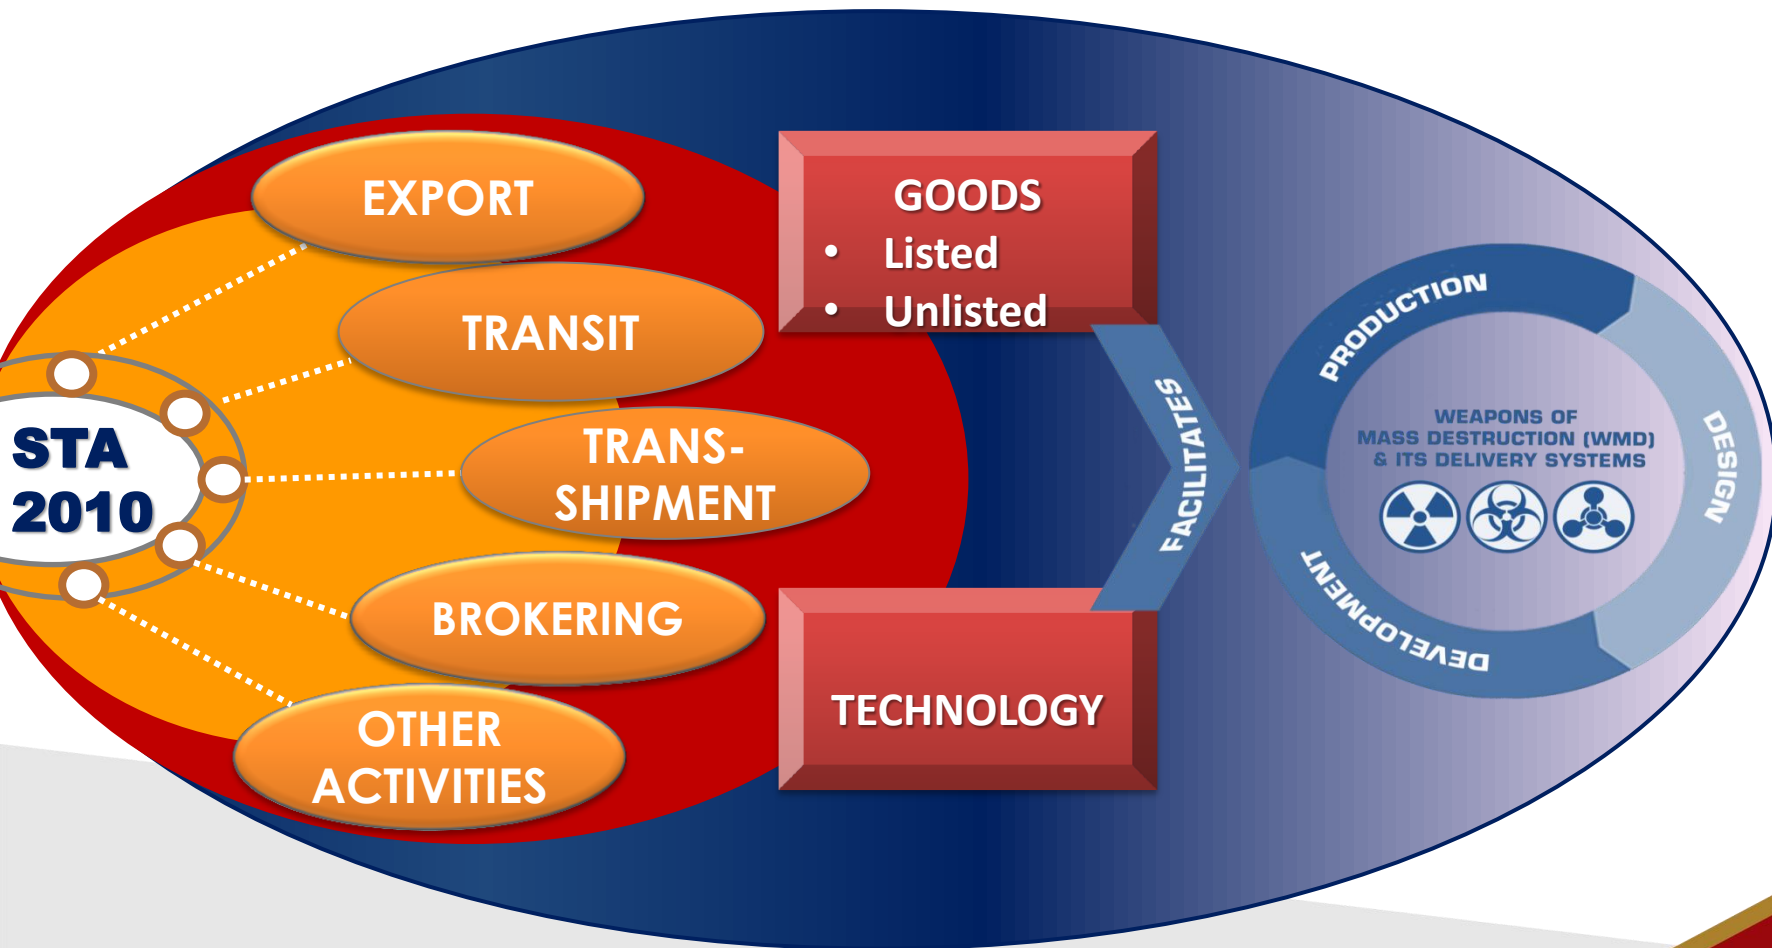 STA
2010
EXPORT
TRANSIT
TRANS-
SHIPMENT
BROKERING
OTHER
ACTIVITIES
GOODS
• Listed
• Unlisted
TECHNOLOGY
FACILITATES
PRODUCTION
DESIGN
DEVELOPMENT
WEAPONS OF
MASS DESTRUCTION (WMD)
& ITS DELIVERY SYSTEMS